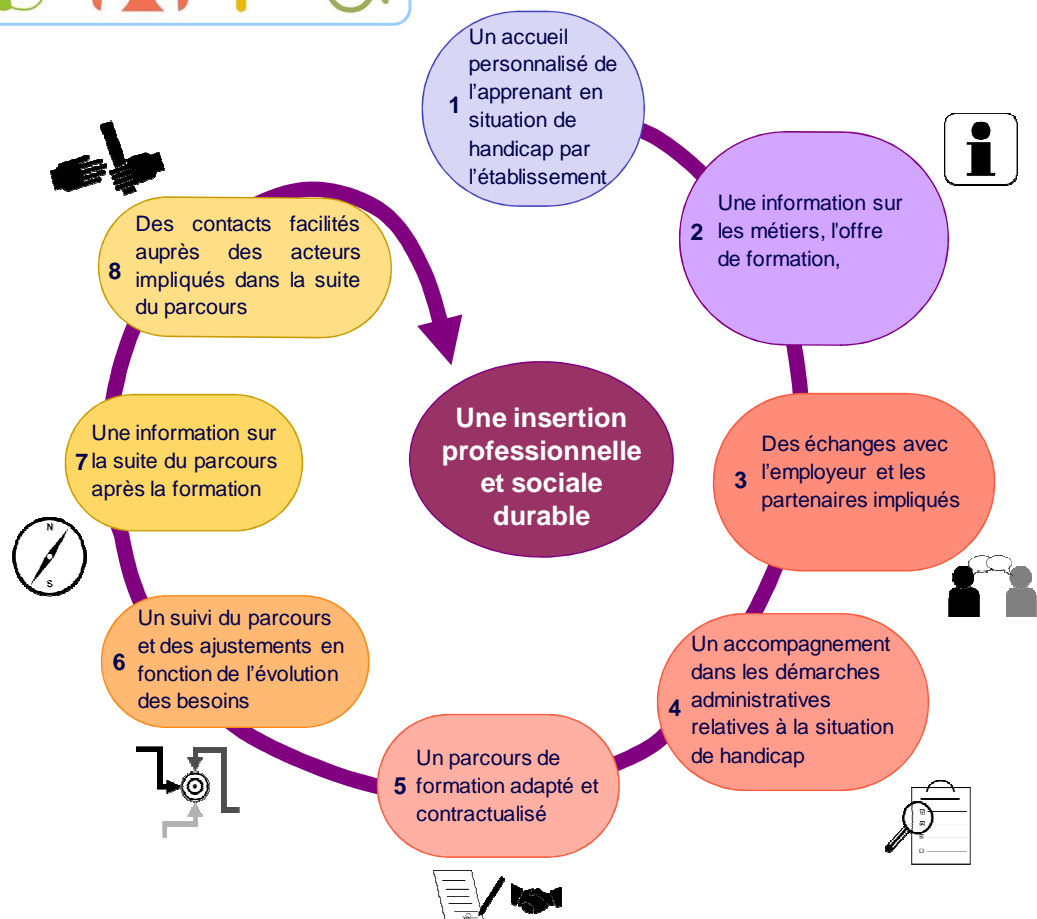 Un accueil
personnalisé de
1 l'apprenant en
situation de
handicap par
l'établissement
Une information sur
2 les métiers, l'offre
de formation,
Des échanges avec
3 l'employeur et les
partenaires impliqués
Un accompagnement
dans les démarches
4 administratives
relatives à la situation
de handicap
Un parcours de
5 formation adapté et
contractualisé
Un suivi du parcours
et des ajustements en
6 fonction de l'évolution
des besoins
Une information sur
7 la suite du parcours
après la formation
Des contacts facilités
auprès des acteurs
8 impliqués dans la suite
du parcours
Une insertion
professionnelle
et sociale
durable
N
S